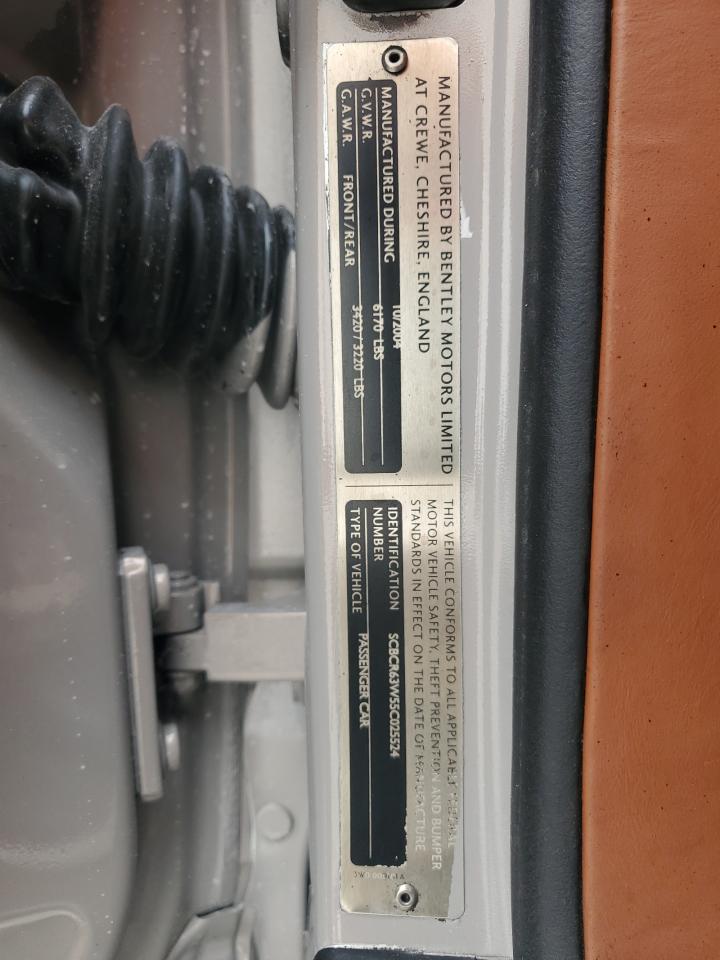 MANUFACTURED BY BENTLEY MOTORS LIMITED
AT CREWE, CHESHIRE, ENGLAND
MANUFACTURED DURING 10/2004
G.V.W.R. 6170 LBS
G.A.W.R. FRONT/REAR 3420 / 3220 LBS
THIS VEHICLE CONFORMS TO ALL APPLICABLE FEDERAL
MOTOR VEHICLE SAFETY, THEFT PREVENTION AND BUMPER
STANDARDS IN EFFECT ON THE DATE OF MANUFACTURE
IDENTIFICATION SCBCR63W55C025524
NUMBER
TYPE OF VEHICLE PASSENGER CAR